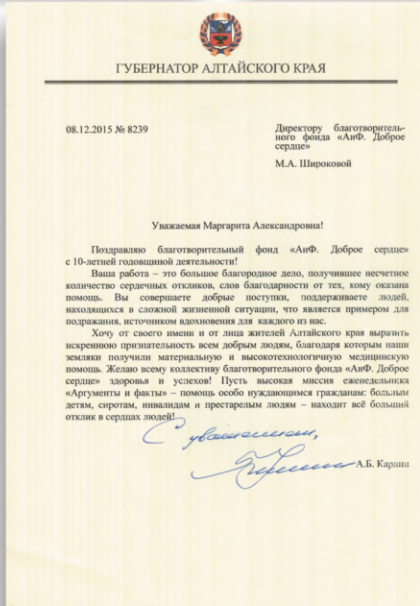 ГУБЕРНАТОР АЛТАЙСКОГО КРАЯ
08.12.2015 № 8239
Директору благотворитель-
ного фонда «АиФ. Доброе
сердце»
М.А. Широковой
Уважаемая Маргарита Александровна!
Поздравляю благотворительный фонд «АиФ. Доброе сердце»
с 10-летней годовщиной деятельности!
Ваша работа – это большое благородное дело, получившее несчетное
количество сердечных откликов, слов благодарности от тех, кому оказана
помощь. Вы совершаете добрые поступки, поддерживаете людей,
находящихся в сложной жизненной ситуации, что является примером для
подражания, источником вдохновения для каждого из нас.
Хочу от своего имени и от лица жителей Алтайского края выразить
искреннюю признательность всем добрым людям, благодаря которым наши
земляки получили материальную и высокотехнологичную медицинскую
помощь. Желаю всему коллективу благотворительного фонда «АиФ. Доброе
сердце» здоровья и успехов! Пусть высокая миссия еженедельника
«Аргументы и факты» – помощь особо нуждающимся гражданам: больным
детям, сиротам, инвалидам и престарелым людям – находит всё больший
отклик в сердцах людей!
С уважением,
А.Б. Карлин